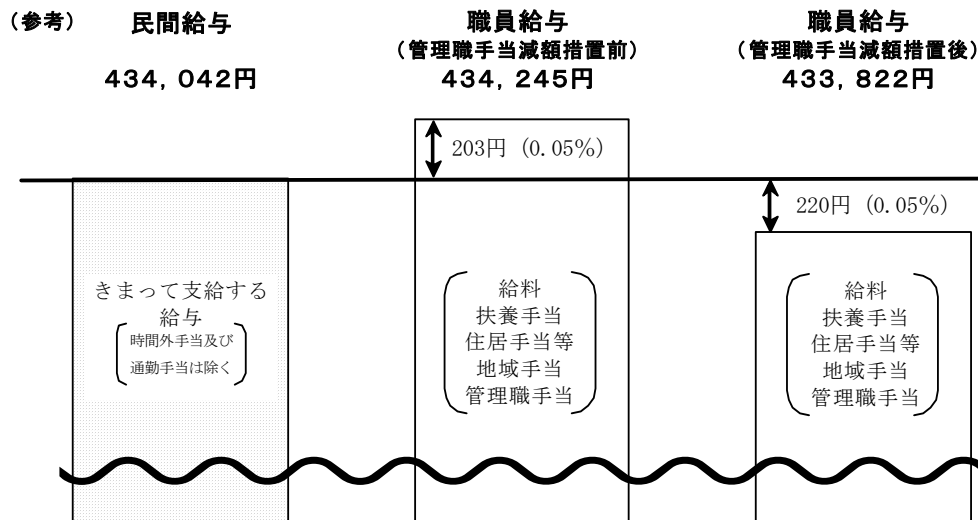 （参考）
民間給与
434, 042円
職員給与
（管理職手当減額措置前）
434, 245円
職員給与
（管理職手当減額措置後）
433, 822円
203円 (0.05%)
220円 (0.05%)
きまって支給する
給与
時間外手当及び
通勤手当は除く
給料
扶養手当
住居手当等
地域手当
管理職手当
給料
扶養手当
住居手当等
地域手当
管理職手当